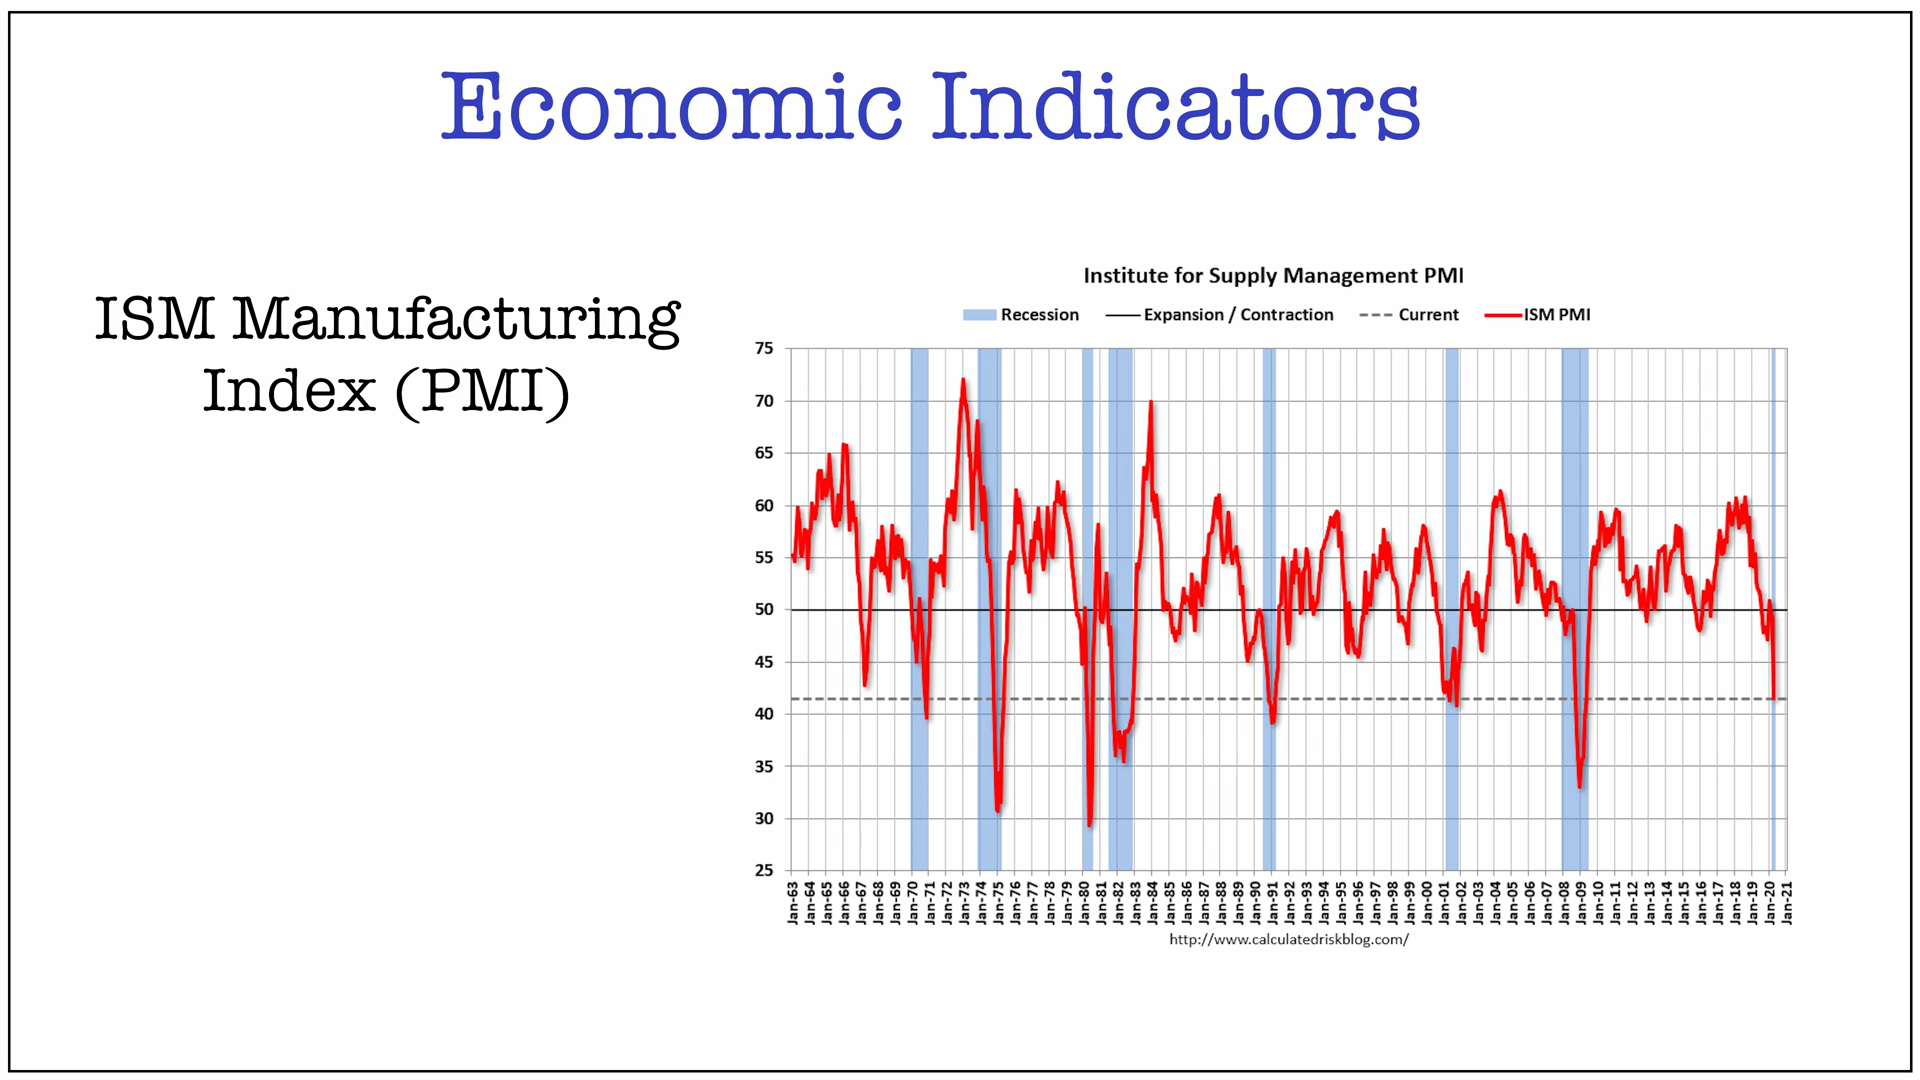 Economic Indicators
ISM Manufacturing
Index (PMI)
Institute for Supply Management PMI
Recession Expansion / Contraction Current ISM PMI
75
70
65
60
55
50
45
40
35
30
25
Jan-63 Jan-64 Jan-65 Jan-66 Jan-67 Jan-68 Jan-69 Jan-70 Jan-71 Jan-72 Jan-73 Jan-74 Jan-75 Jan-76 Jan-77 Jan-78 Jan-79 Jan-80 Jan-81 Jan-82 Jan-83 Jan-84 Jan-85 Jan-86 Jan-87 Jan-88 Jan-89 Jan-90 Jan-91 Jan-92 Jan-93 Jan-94 Jan-95 Jan-96 Jan-97 Jan-98 Jan-99 Jan-00 Jan-01 Jan-02 Jan-03 Jan-04 Jan-05 Jan-06 Jan-07 Jan-08 Jan-09 Jan-10 Jan-11 Jan-12 Jan-13 Jan-14 Jan-15 Jan-16 Jan-17 Jan-18 Jan-19 Jan-20 Jan-21
http://www.calculatedriskblog.com/